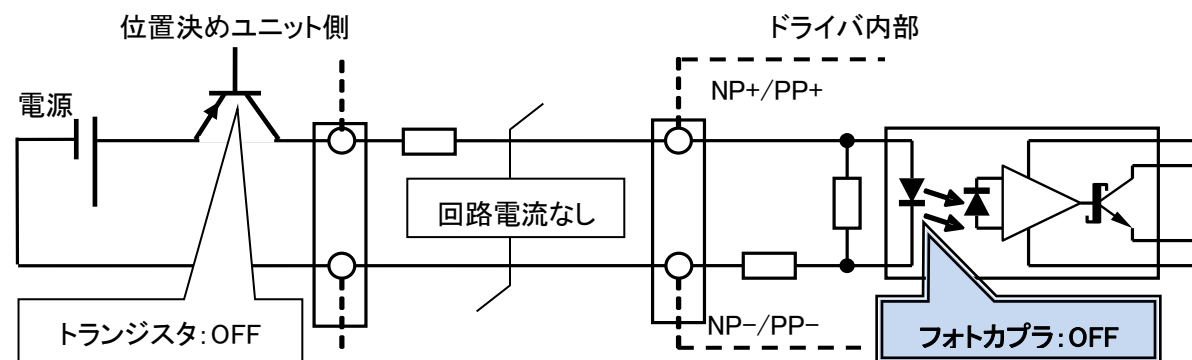 位置決めユニット側
ドライバ内部
電源
NP+/PP+
回路電流なし
トランジスタ:OFF
NP-/PP-
フォトカプラ:OFF